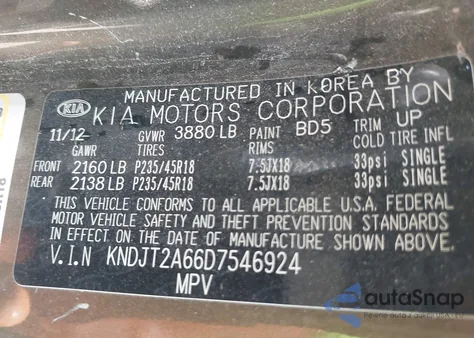 MANUFACTURED IN KOREA BY
KIA KIA MOTORS CORPORATION
11/12 GVWR 3880 LB PAINT BD5 TRIM UP
GAWR TIRES RIMS COLD TIRE INFL
FRONT 2160 LB P235/45R18 7.5JX18 33psi SINGLE
REAR 2138 LB P235/45R18 7.5JX18 33psi SINGLE
THIS VEHICLE CONFORMS TO ALL APPLICABLE U.S.A. FEDERAL
MOTOR VEHICLE SAFETY AND THEFT PREVENTION STANDARDS
IN EFFECT ON THE DATE OF MANUFACTURE SHOWN ABOVE.
V.I.N KNDJT2A66D7546924
MPV
autaSnap